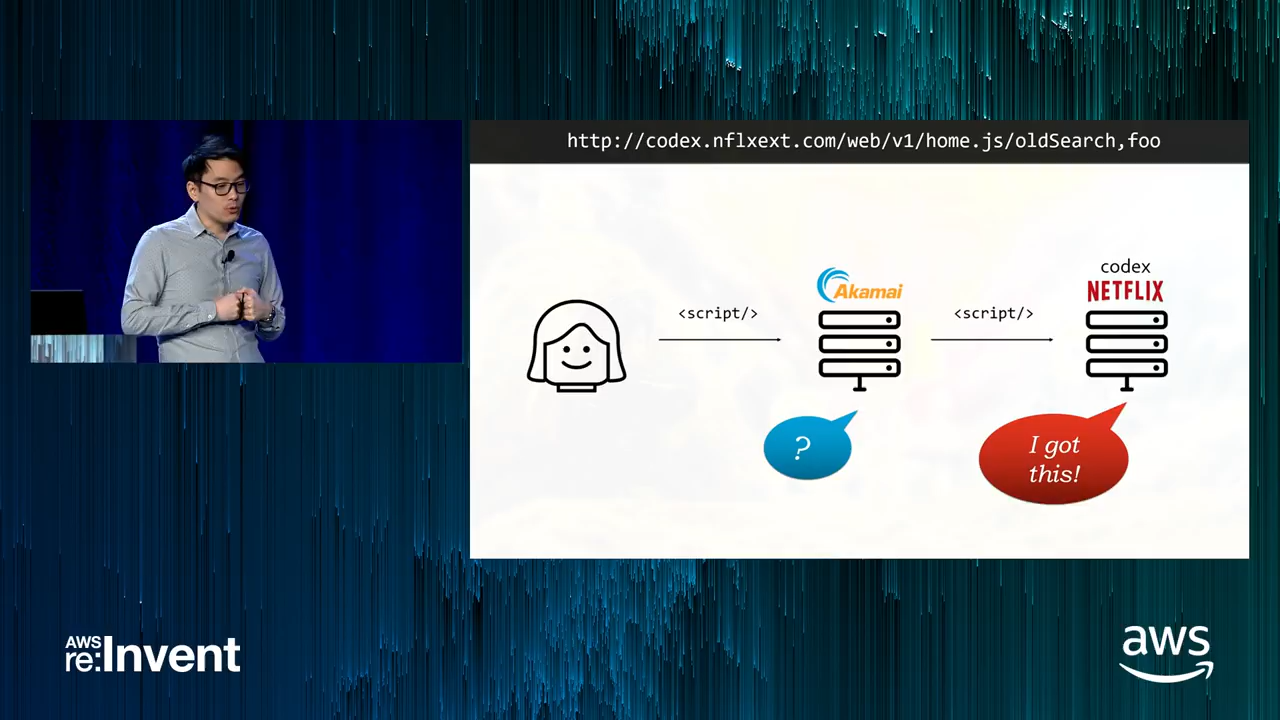 http://codex.nflxext.com/web/v1/home.js/oldSearch,foo
codex
NETFLIX
Akamai
<script/>
<script/>
?
I got
this!
AWS
re:Invent
aws